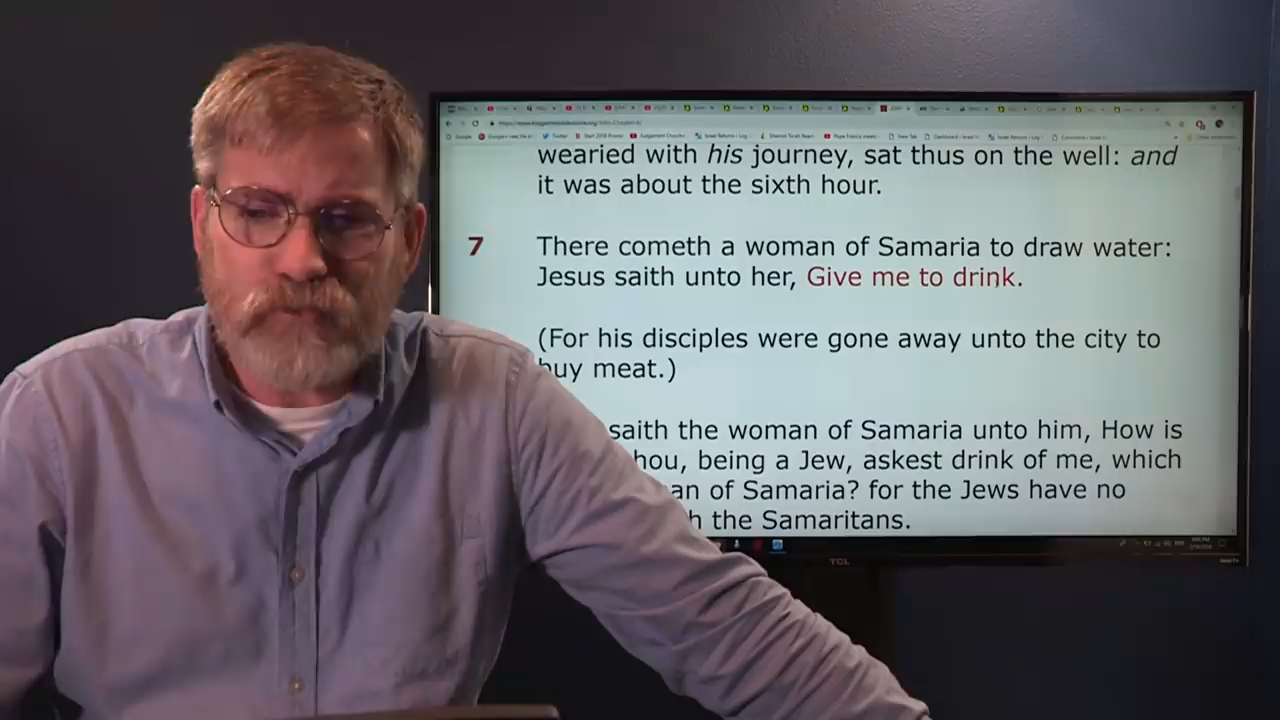 wearied with his journey, sat thus on the well: and
it was about the sixth hour.
7 There cometh a woman of Samaria to draw water:
Jesus saith unto her, Give me to drink.
(For his disciples were gone away unto the city to
buy meat.)
saith the woman of Samaria unto him, How is
hou, being a Jew, askest drink of me, which
an of Samaria? for the Jews have no
h the Samaritans.
TCL